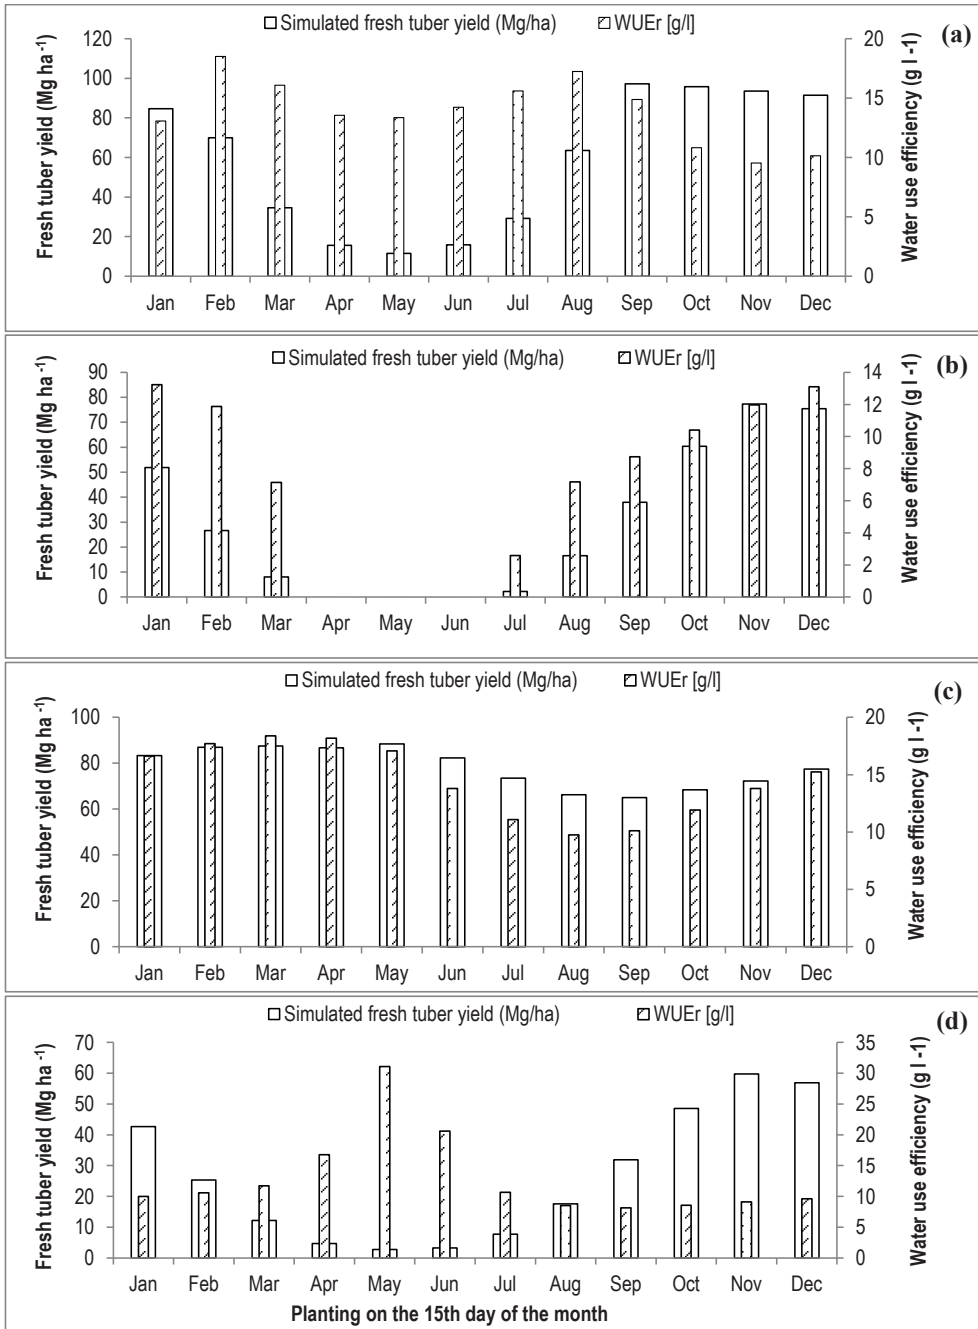 Simulated fresh tuber yield (Mg/ha) WUEr [g/l] (a)
Fresh tuber yield (Mg ha -1)
120 100 80 60 40 20 0
Water use efficiency (g l -1)
20 15 10 5 0
Jan Feb Mar Apr May Jun Jul Aug Sep Oct Nov Dec
Simulated fresh tuber yield (Mg/ha) WUEr [g/l] (b)
Fresh tuber yield (Mg ha -1)
90 80 70 60 50 40 30 20 10 0
Water use efficiency (g l -1)
14 12 10 8 6 4 2 0
Jan Feb Mar Apr May Jun Jul Aug Sep Oct Nov Dec
Simulated fresh tuber yield (Mg/ha) WUEr [g/l] (c)
Fresh tuber yield (Mg ha -1)
100 80 60 40 20 0
Water use efficiency (g l -1)
20 15 10 5 0
Jan Feb Mar Apr May Jun Jul Aug Sep Oct Nov Dec
Simulated fresh tuber yield (Mg/ha) WUEr [g/l] (d)
Fresh tuber yield (Mg ha -1)
70 60 50 40 30 20 10 0
Water use efficiency (g l -1)
35 30 25 20 15 10 5 0
Jan Feb Mar Apr May Jun Jul Aug Sep Oct Nov Dec
Planting on the 15th day of the month